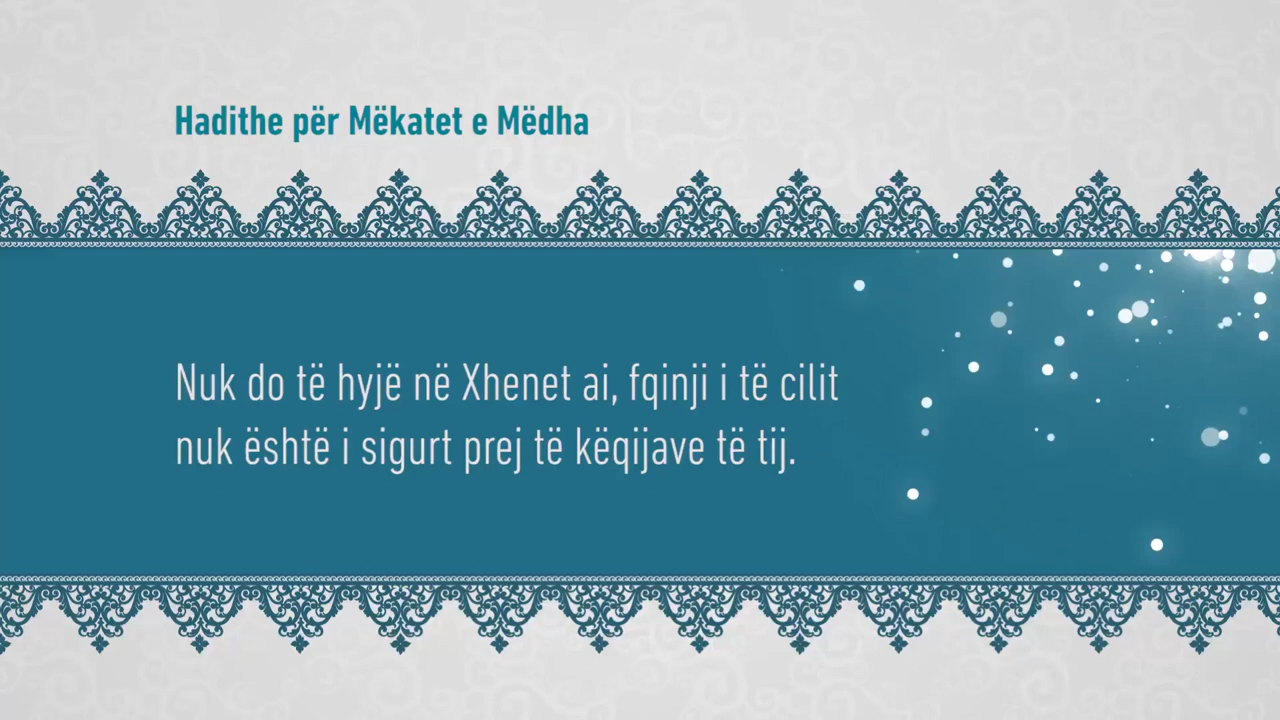 Hadithe për Mëkatet e Mëdha
Nuk do të hyjë në Xhenet ai, fqinji i të cilit
nuk është i sigurt prej të këqijave të tij.